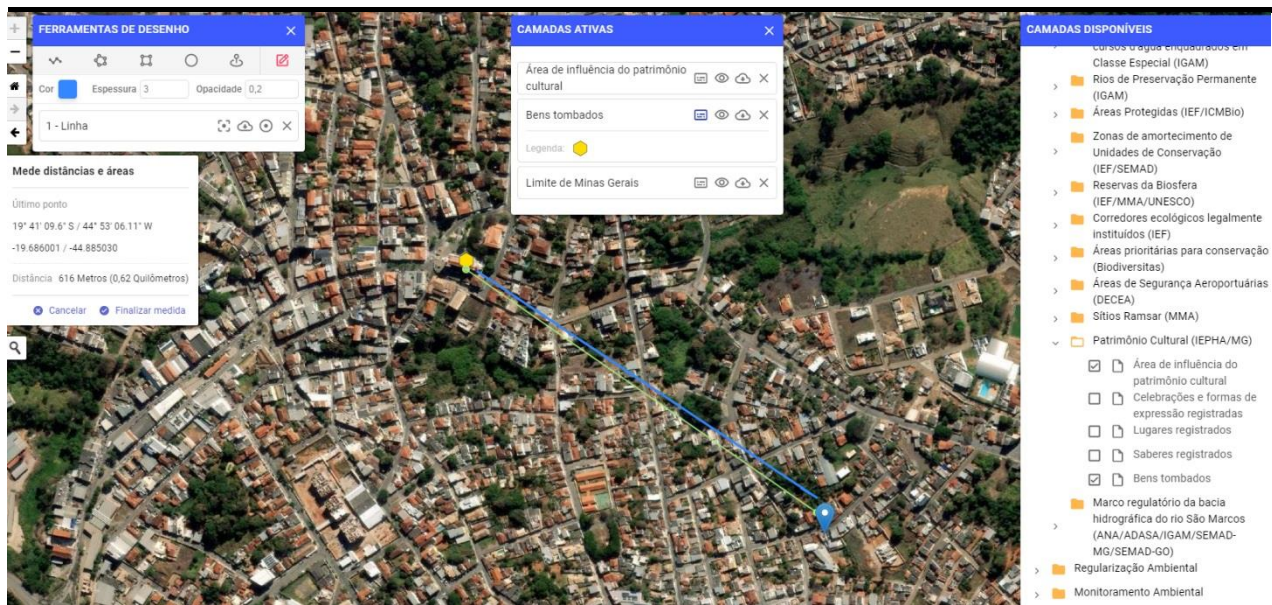 FERRAMENTAS DE DESENHO
Cor
Espessura 3
Opacidade 0,2
1 - Linha
Mede distâncias e áreas
Último ponto
19° 41' 09.6" S / 44° 53' 06.11" W
-19.686001 / -44.885030
Distância 616 Metros (0,62 Quilômetros)
Cancelar
Finalizar medida
CAMADAS ATIVAS
Área de influência do patrimônio
cultural
Bens tombados
Legenda:
Limite de Minas Gerais
CAMADAS DISPONÍVEIS
cursos d'água enquadrados em
Classe Especial (IGAM)
Rios de Preservação Permanente
(IGAM)
Áreas Protegidas (IEF/ICMBio)
Zonas de amortecimento de
Unidades de Conservação
(IEF/SEMAD)
Reservas da Biosfera
(IEF/MMA/UNESCO)
Corredores ecológicos legalmente
instituídos (IEF)
Áreas prioritárias para conservação
(Biodiversitas)
Áreas de Segurança Aeroportuárias
(DECEA)
Sítios Ramsar (MMA)
Patrimônio Cultural (IEPHA/MG)
Área de influência do
patrimônio cultural
Celebrações e formas de
expressão registradas
Lugares registrados
Saberes registrados
Bens tombados
Marco regulatório da bacia
hidrográfica do rio São Marcos
(ANA/ADASA/IGAM/SEMAD-
MG/SEMAD-GO)
Regularização Ambiental
Monitoramento Ambiental